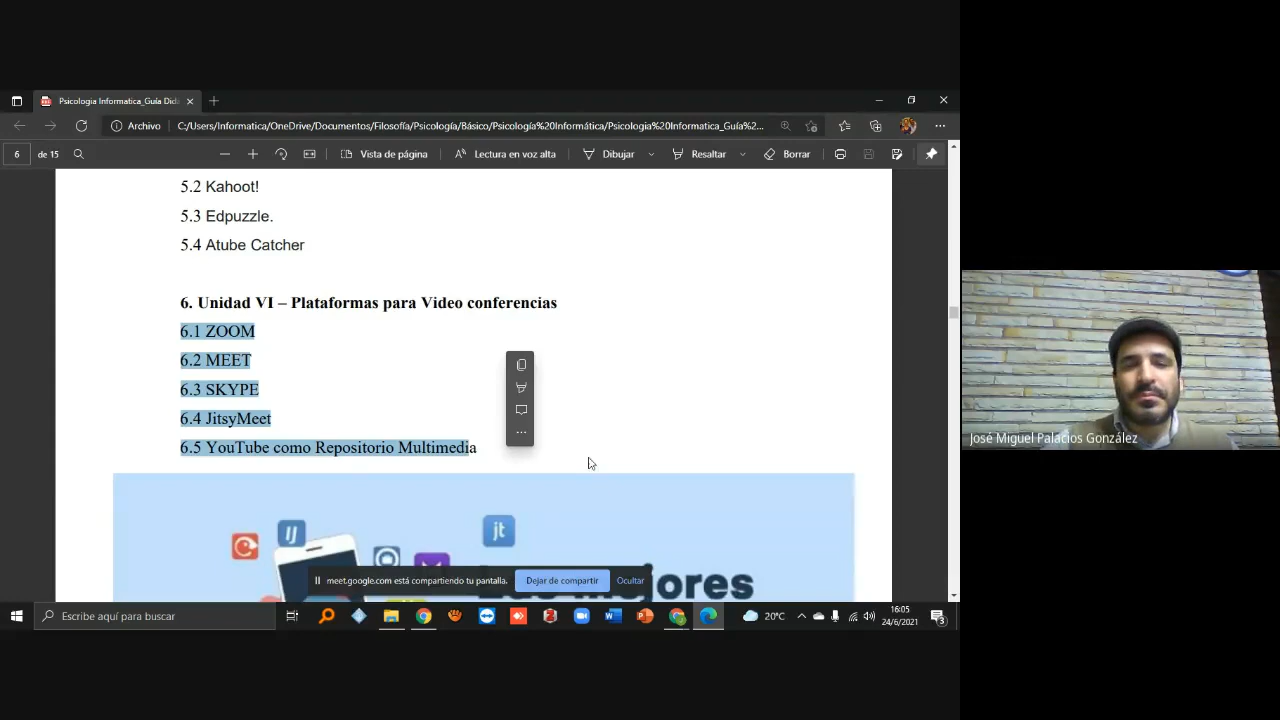 Psicologia Informatica_Guía Did
Archivo
C:/Users/Informatica/OneDrive/Documentos/Filosofía/Psicología/Básico/Psicología%20Informática/Psicologia%20Informatica_Guía%2...
6 de 15
Vista de página
Lectura en voz alta
Dibujar
Resaltar
Borrar
5.2 Kahoot!
5.3 Edpuzzle.
5.4 Atube Catcher
6. Unidad VI – Plataformas para Video conferencias
6.1 ZOOM
6.2 MEET
6.3 SKYPE
6.4 JitsyMeet
6.5 YouTube como Repositorio Multimedia
José Miguel Palacios González
jt
meet.google.com está compartiendo tu pantalla.
Dejar de compartir
Ocultar
Escribe aquí para buscar
20°C
16:05
24/6/2021
3